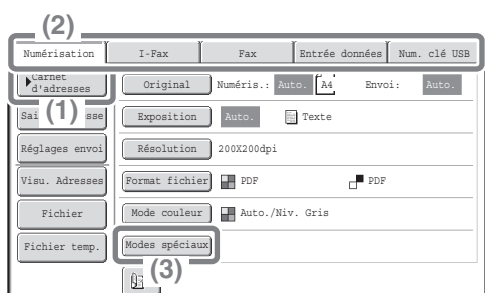 (2)
Numérisation I-Fax Fax Entrée données Num. clé USB
Carnet d'adresses
Original Numéris.: Auto. A4 Envoi: Auto.
(1)
Exposition Auto. Texte
Réglages envoi Résolution 200X200dpi
Visu. Adresses Format fichier PDF PDF
Fichier Mode couleur Auto./Niv. Gris
Fichier temp. Modes spéciaux
(3)